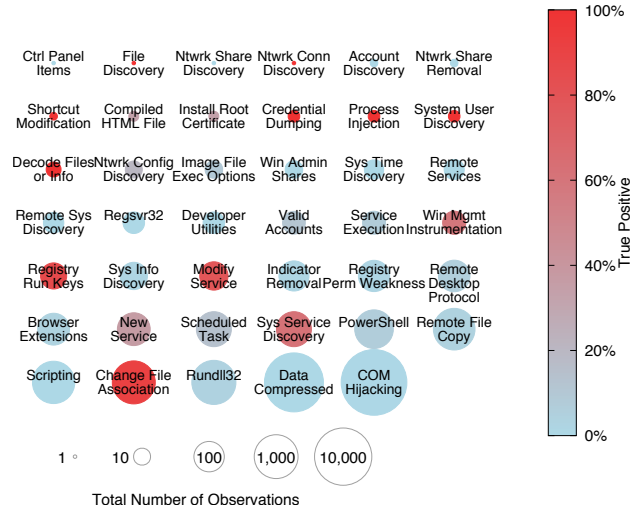 Ctrl Panel Items
File Discovery
Ntwrk Share Discovery
Ntwrk Conn Discovery
Account Discovery
Ntwrk Share Removal
Shortcut Modification
Compiled HTML File
Install Root Certificate
Credential Dumping
Process Injection
System User Discovery
Decode Files or Info
Ntwrk Config Discovery
Image File Exec Options
Win Admin Shares
Sys Time Discovery
Remote Services
Remote Sys Discovery
Regsvr32
Developer Utilities
Valid Accounts
Service Execution
Win Mgmt Instrumentation
Registry Run Keys
Sys Info Discovery
Modify Service
Indicator Removal
Registry Perm Weakness
Remote Desktop Protocol
Browser Extensions
New Service
Scheduled Task
Sys Service Discovery
PowerShell
Remote File Copy
Scripting
Change File Association
Rundll32
Data Compressed
COM Hijacking
1
10
100
1,000
10,000
Total Number of Observations
100%
80%
60%
40%
20%
0%
True Positive